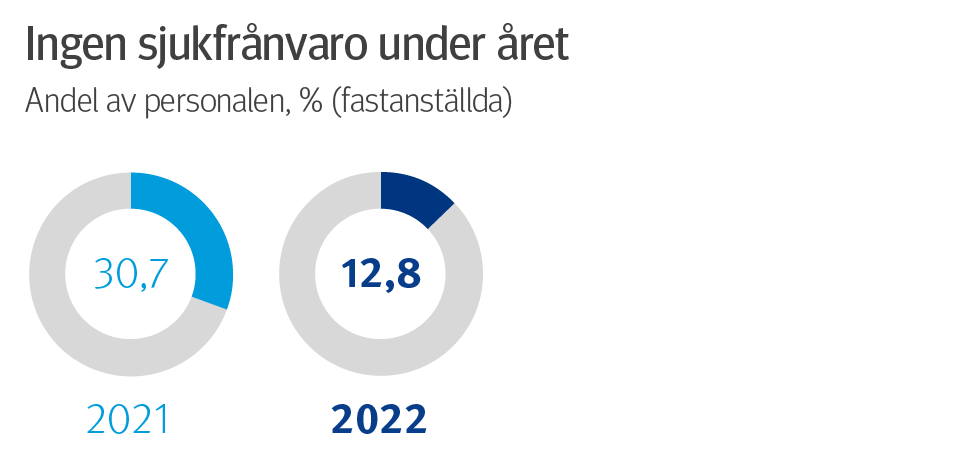 Ingen sjukfrånvaro under året
Andel av personalen, % (fastanställda)
30,7
12,8
2021
2022